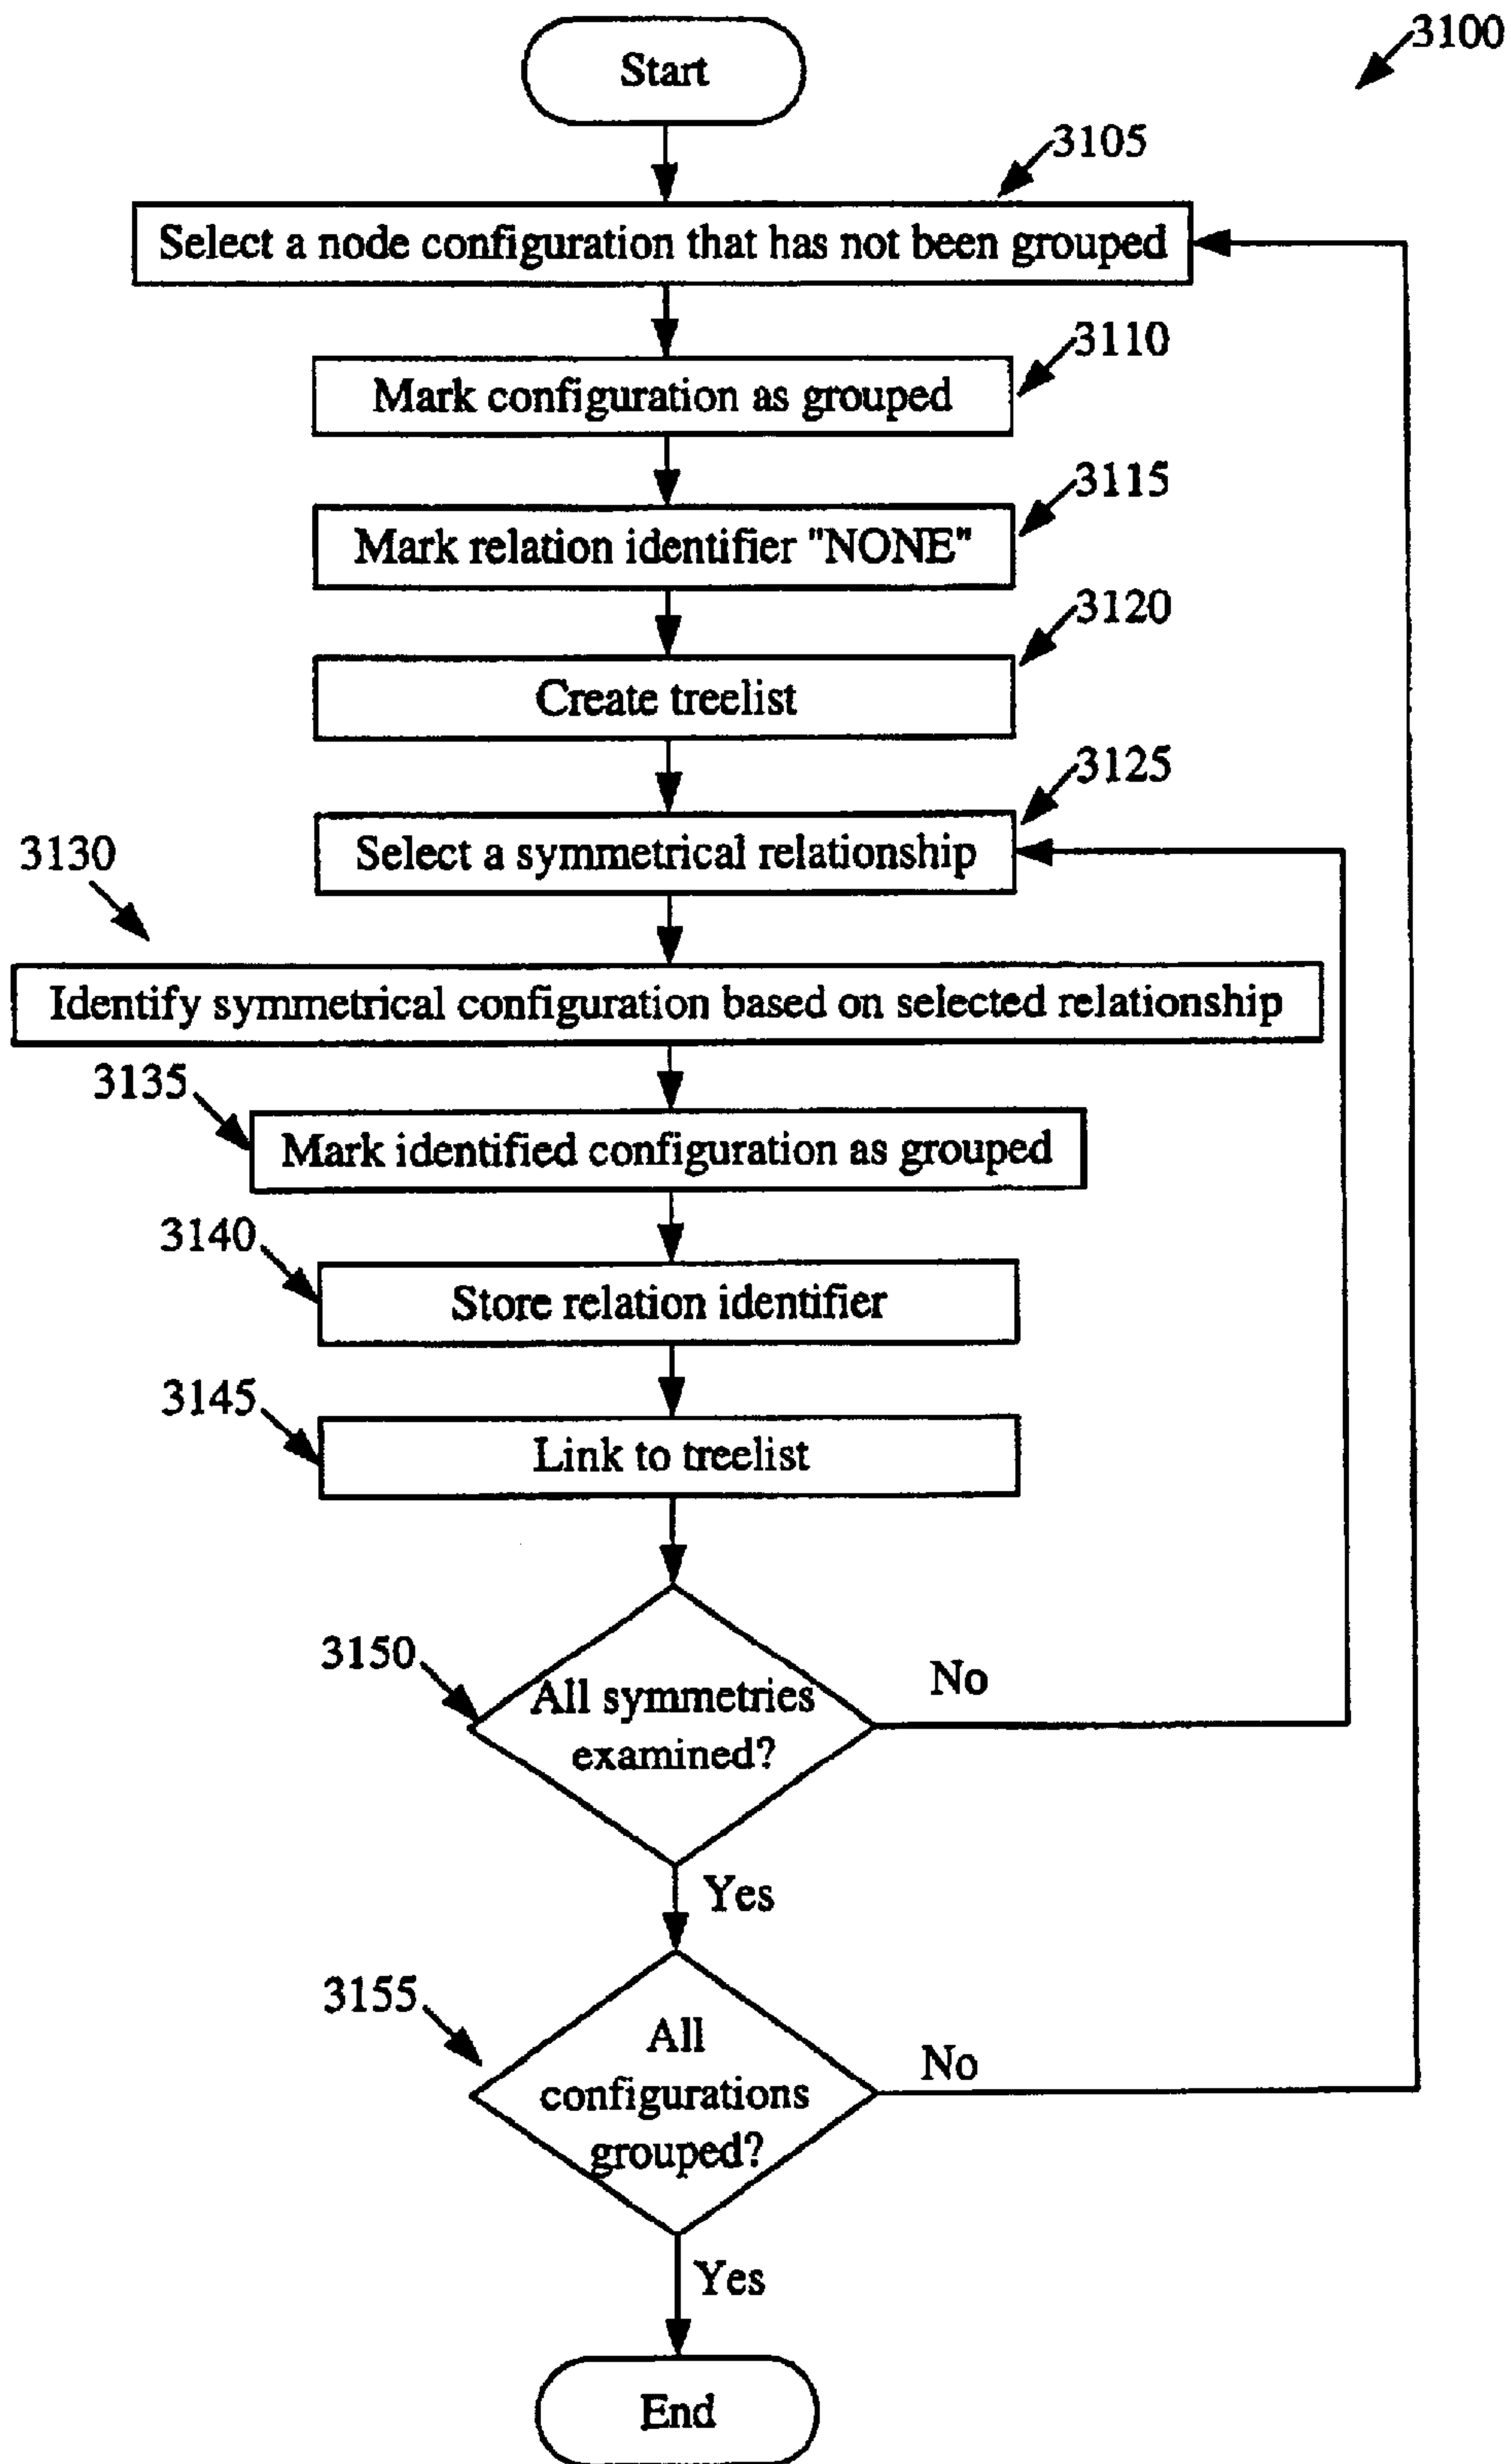 3100
Start
3105
Select a node configuration that has not been grouped
3110
Mark configuration as grouped
3115
Mark relation identifier "NONE"
3120
Create treelist
3125
Select a symmetrical relationship
3130
Identify symmetrical configuration based on selected relationship
3135
Mark identified configuration as grouped
3140
Store relation identifier
3145
Link to treelist
3150
All symmetries
examined?
No
Yes
3155
All
configurations
grouped?
No
Yes
End